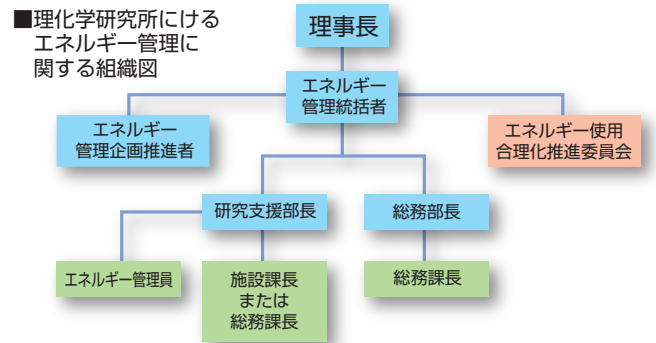 ■理化学研究所にける
エネルギー管理に
関する組織図
理事長
エネルギー
管理統括者
エネルギー
管理企画推進者
エネルギー使用
合理化推進委員会
研究支援部長
総務部長
エネルギー管理員
施設課長
または
総務課長
総務課長